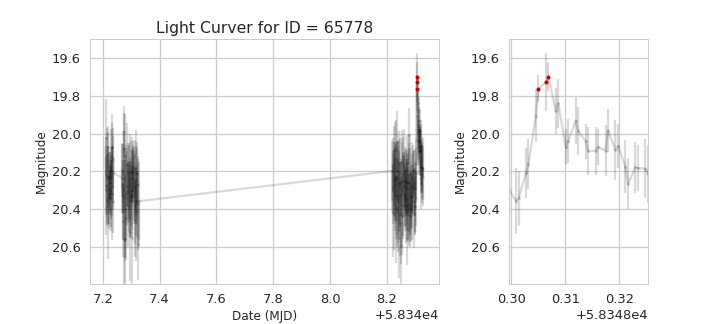 Light Curver for ID = 65778
Magnitude
19.6
19.8
20.0
20.2
20.4
20.6
7.2 7.4 7.6 7.8 8.0 8.2
Date (MJD)
+5.834e4
Magnitude
19.6
19.8
20.0
20.2
20.4
20.6
0.30 0.31 0.32
+5.8348e4